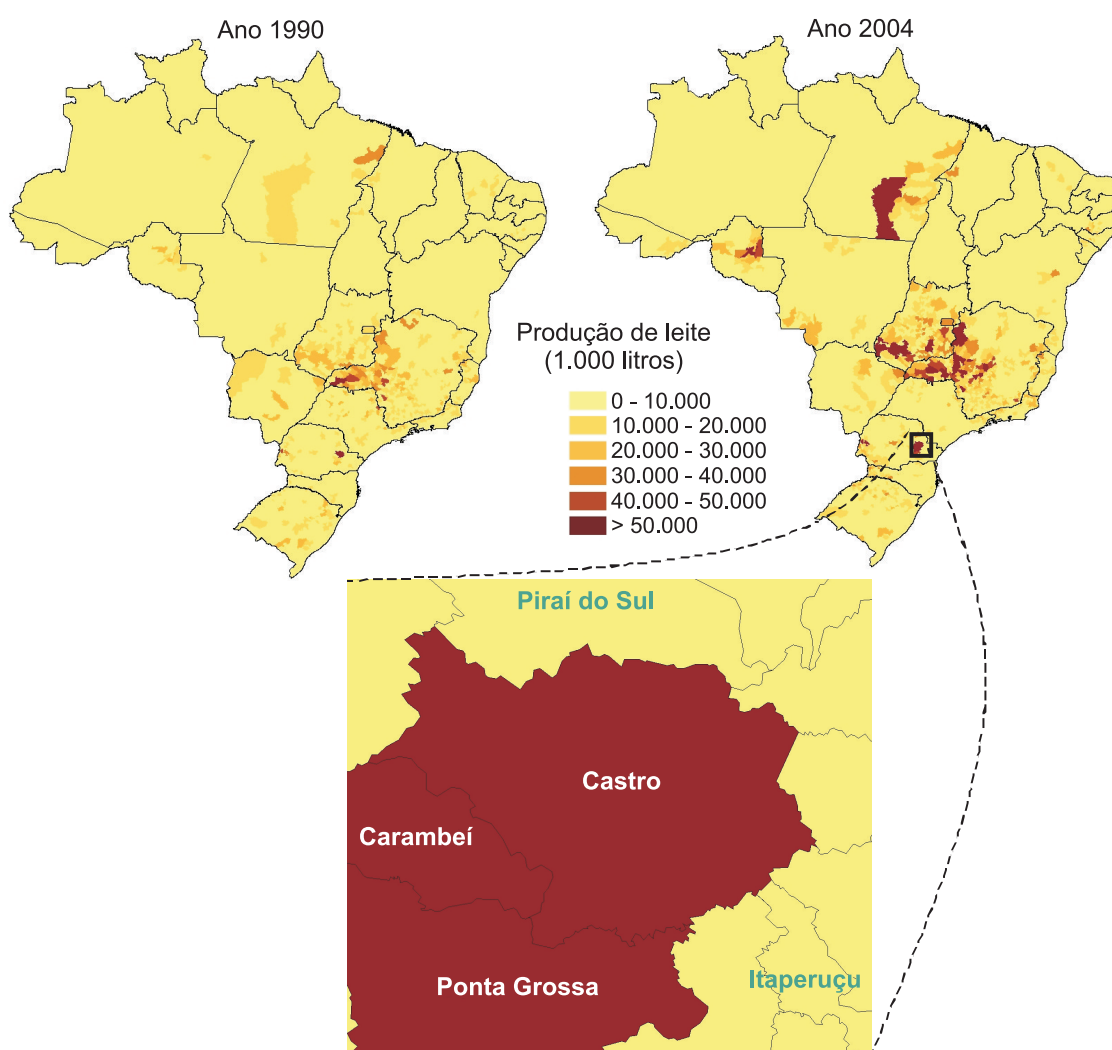 Ano 1990
Ano 2004
Produção de leite
(1.000 litros)
0 - 10.000
10.000 - 20.000
20.000 - 30.000
30.000 - 40.000
40.000 - 50.000
> 50.000
Piraí do Sul
Castro
Carambeí
Ponta Grossa
Itaperuçu